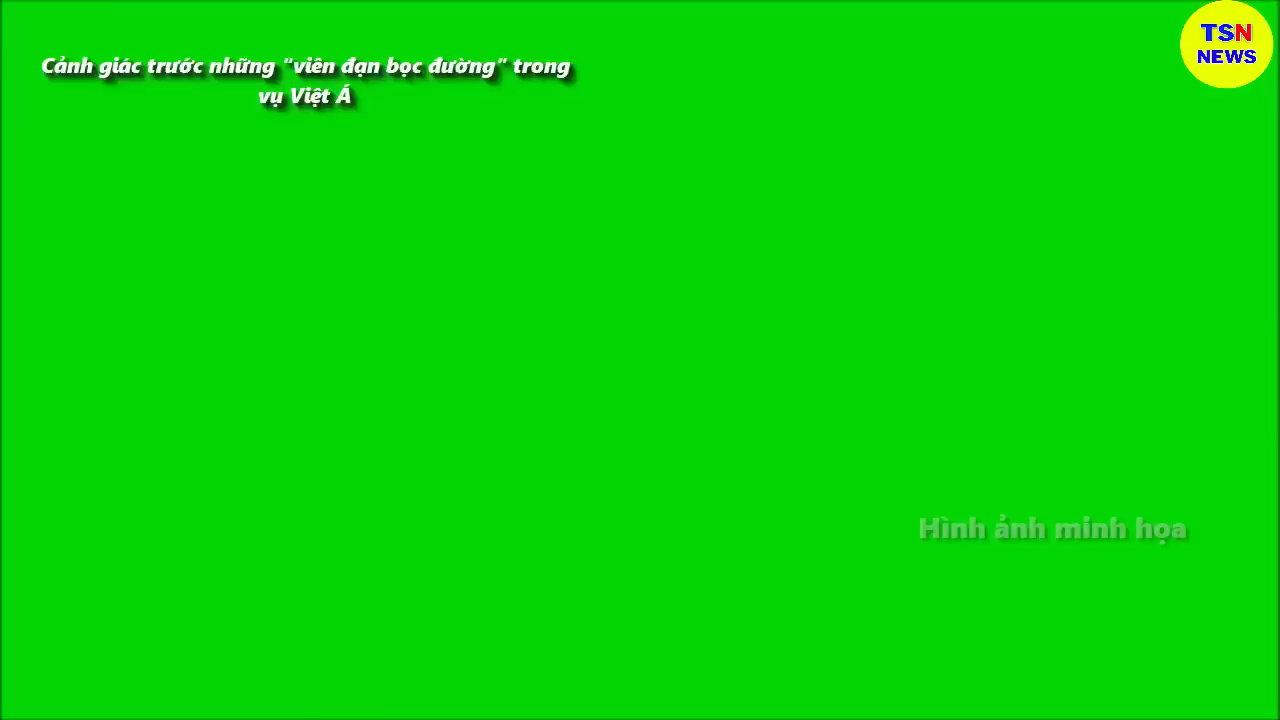 Cảnh giác trước những “viên đạn bọc đường” trong
vụ Việt Á
TSN
NEWS
Hình ảnh minh họa